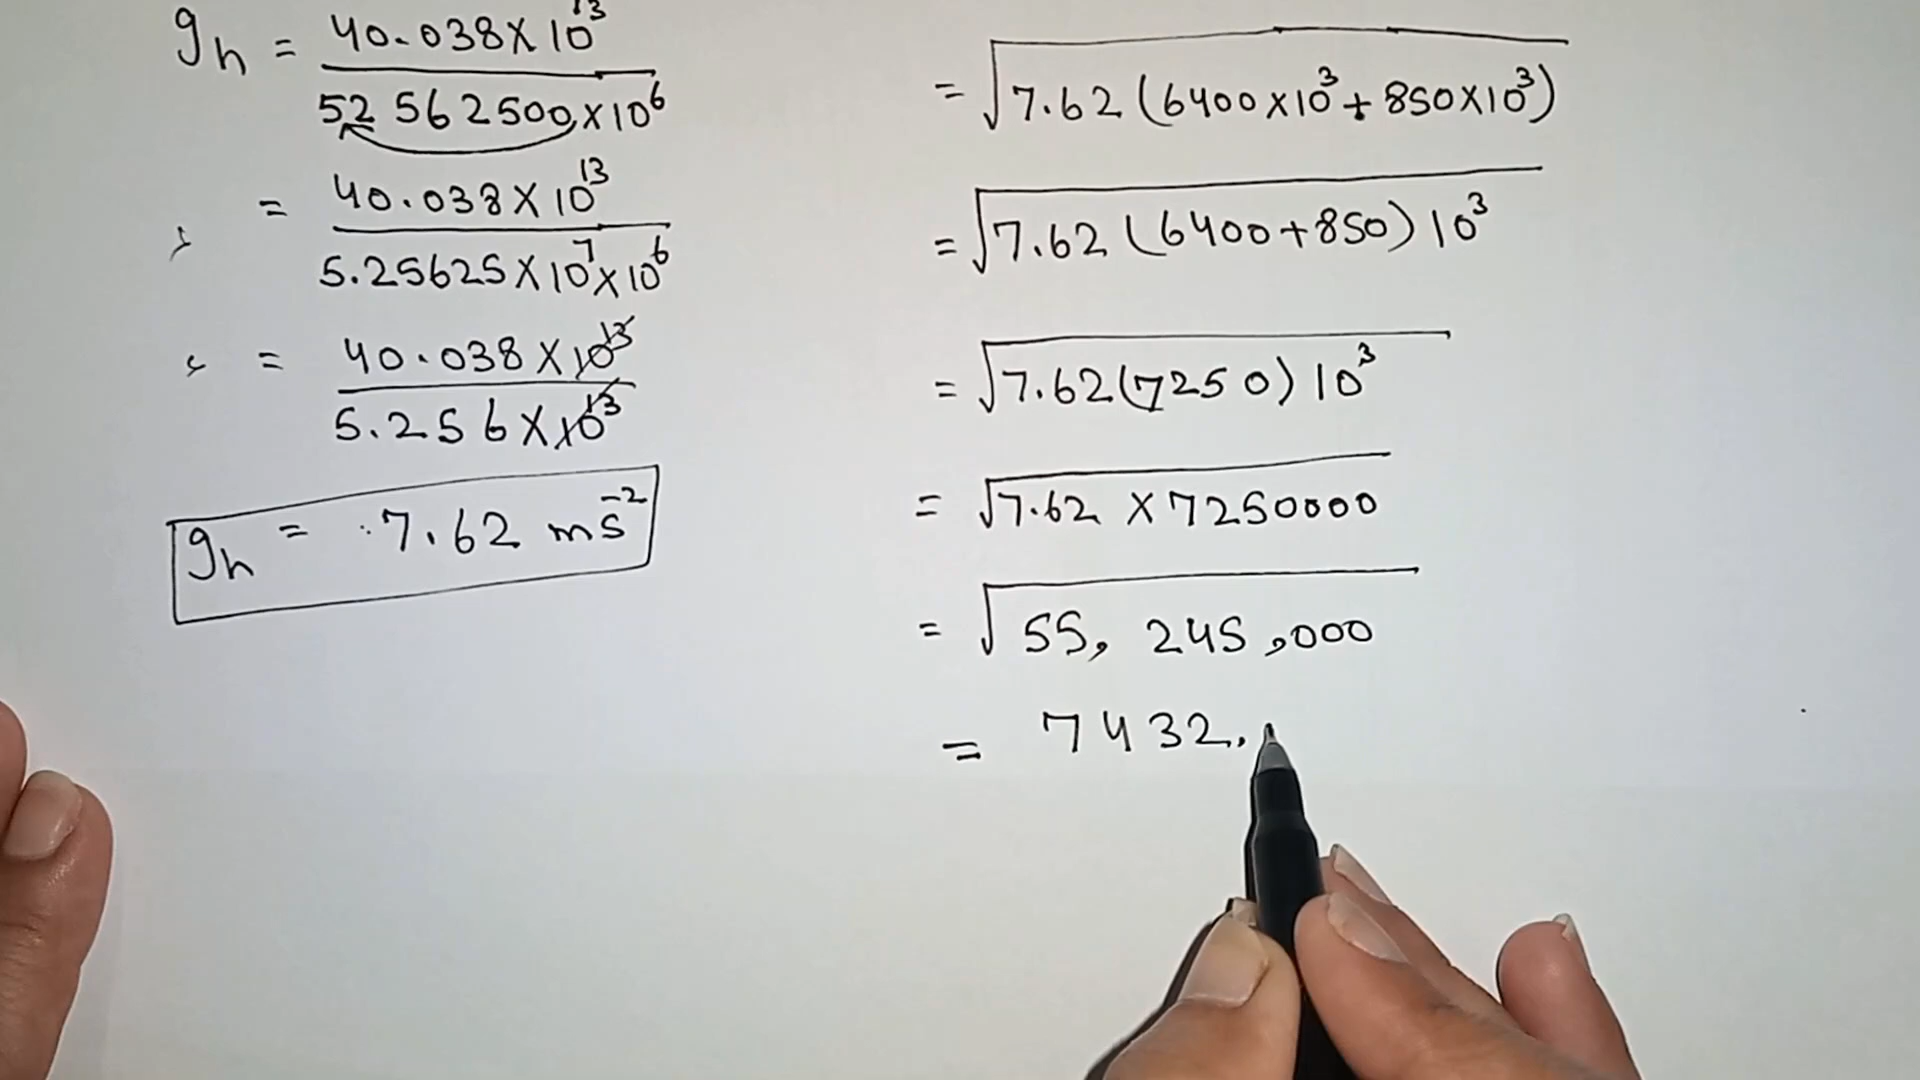 gh = 40.038 X 10^13 / 52 562500 x 10^6
= 40.038 X 10^13 / 5.25625 X 10^7 x 10^6
= 40.038 X 10^13 / 5.256 X 10^13
gh = 7.62 ms^-2
= √7.62 (6400 x 10^3 + 850 x 10^3)
= √7.62 (6400 + 850) 10^3
= √7.62 (7250) 10^3
= √7.62 X 7250000
= √55, 245,000
= 7432.